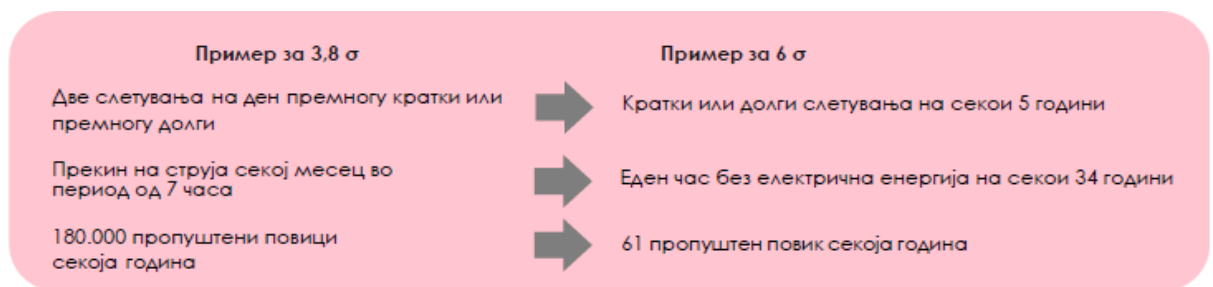 Пример за 3,8 σ
Пример за 6 σ
Две слетувања на ден премногу кратки или
премногу долги
Кратки или долги слетувања на секои 5 години
Прекин на струја секој месец во
период од 7 часа
Еден час без електрична енергија на секои 34 години
180.000 пропуштени повици
секоја година
61 пропуштен повик секоја година